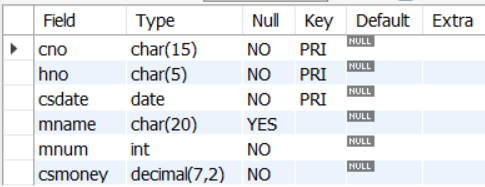 Field Type Null Key Default Extra
cno char(15) NO PRI NULL
hno char(5) NO PRI NULL
csdate date NO PRI NULL
mname char(20) YES NULL
mnum int NO NULL
csmoney decimal(7,2) NO NULL